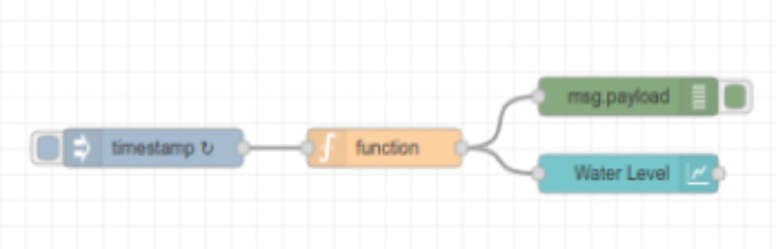 msg.payload
timestamp ↻
function
Water Level